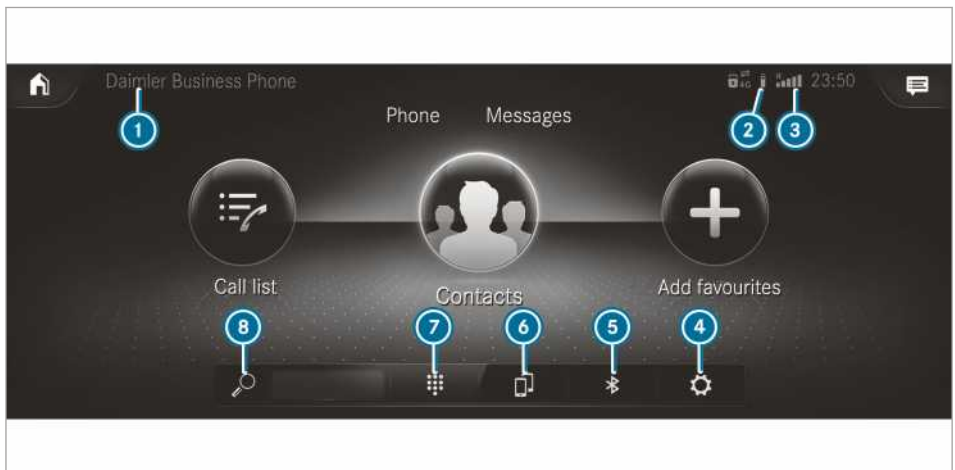 Daimler Business Phone
4G
R
23:50
1
2
3
Phone Messages
Call list
Contacts
Add favourites
8
7
6
5
4